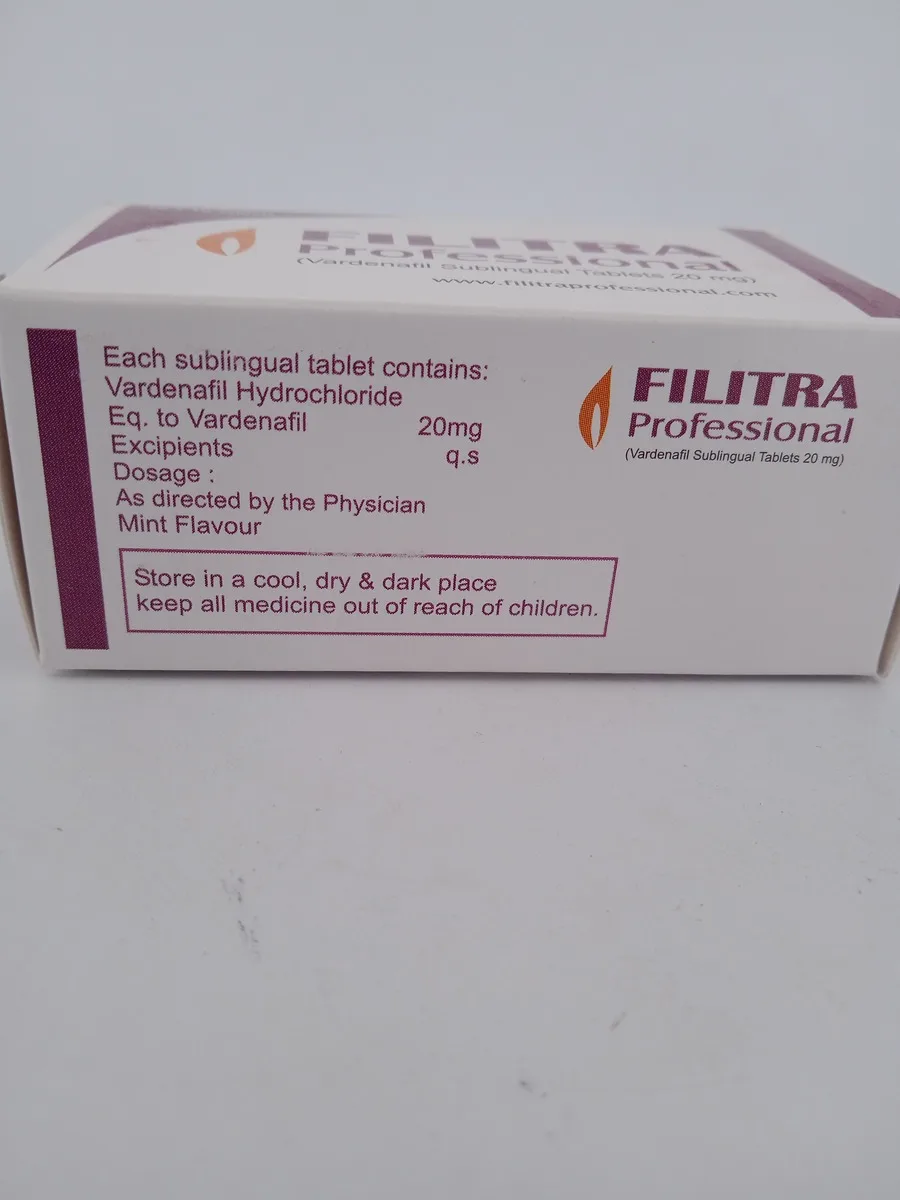 FILITRA
Professional
(Vardenafil Sublingual Tablets 20 mg)
www.filitraprofessional.com
Each sublingual tablet contains:
Vardenafil Hydrochloride
Eq. to Vardenafil 20mg
Excipients q.s
Dosage :
As directed by the Physician
Mint Flavour
Store in a cool, dry & dark place
keep all medicine out of reach of children.
FILITRA
Professional
(Vardenafil Sublingual Tablets 20 mg)